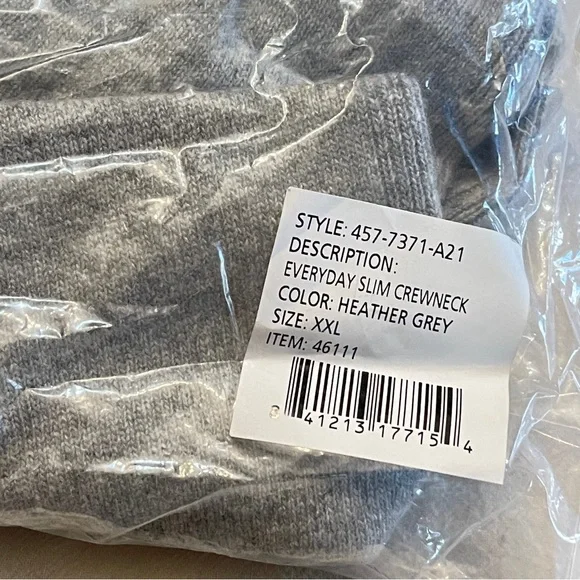 STYLE: 457-7371-A21
DESCRIPTION:
EVERYDAY SLIM CREWNECK
COLOR: HEATHER GREY
SIZE: XXL
ITEM: 46111
41213 17715 4